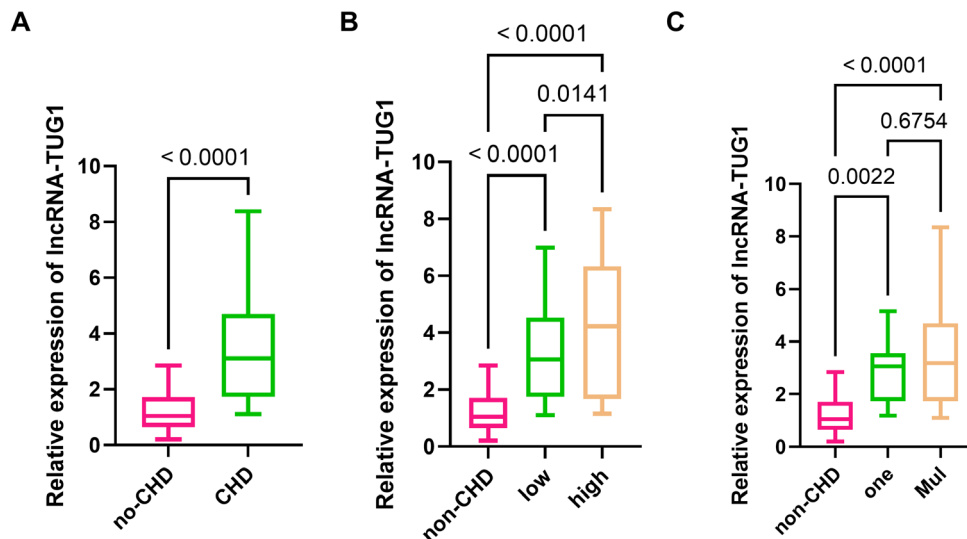 A
Relative expression of lncRNA-TUG1
< 0.0001
10
8
6
4
2
0
no-CHD
CHD
B
Relative expression of lncRNA-TUG1
< 0.0001
0.0141
< 0.0001
10
8
6
4
2
0
non-CHD
low
high
C
Relative expression of lncRNA-TUG1
< 0.0001
0.6754
0.0022
10
8
6
4
2
0
non-CHD
one
Mul